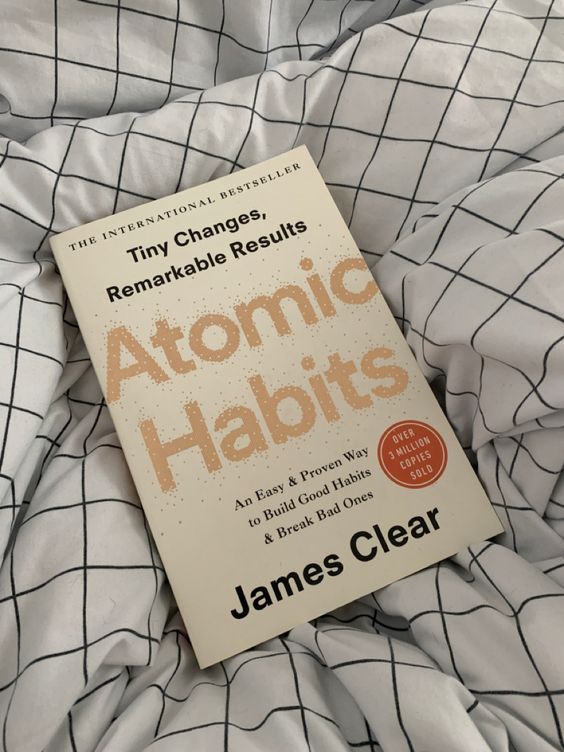 THE INTERNATIONAL BESTSELLER
Tiny Changes,
Remarkable Results
Atomic
Habits
An Easy & Proven Way
to Build Good Habits
& Break Bad Ones
OVER
3 MILLION
COPIES
SOLD
James Clear